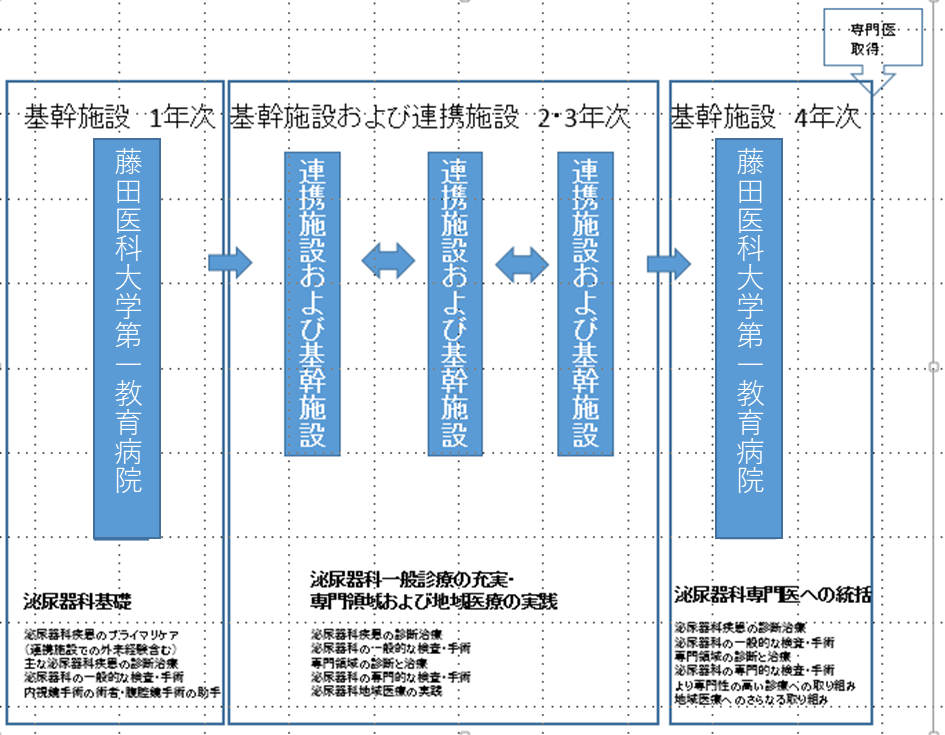 専門医
取得
基幹施設 1年次
藤田医科大学第一教育病院
泌尿器科基礎
泌尿器科疾患のプライマリケア
(連携施設での外来経験含む)
主な泌尿器科疾患の診断治療
泌尿器科の一般的な検査・手術
内視鏡手術の術者・腹腔鏡手術の助手
基幹施設および連携施設 2・3年次
連携施設および基幹施設
連携施設および基幹施設
連携施設および基幹施設
泌尿器科一般診療の充実・
専門領域および地域医療の実践
泌尿器科疾患の診断治療
泌尿器科の一般的な検査・手術
専門領域の診断と治療
泌尿器科の専門的な検査・手術
泌尿器科地域医療の実践
基幹施設 4年次
藤田医科大学第一教育病院
泌尿器科専門医への統括
泌尿器科疾患の診断治療
泌尿器科の一般的な検査・手術
専門領域の診断と治療
泌尿器科の専門的な検査・手術
より専門性の高い診療への取り組み
地域医療へのさらなる取り組み